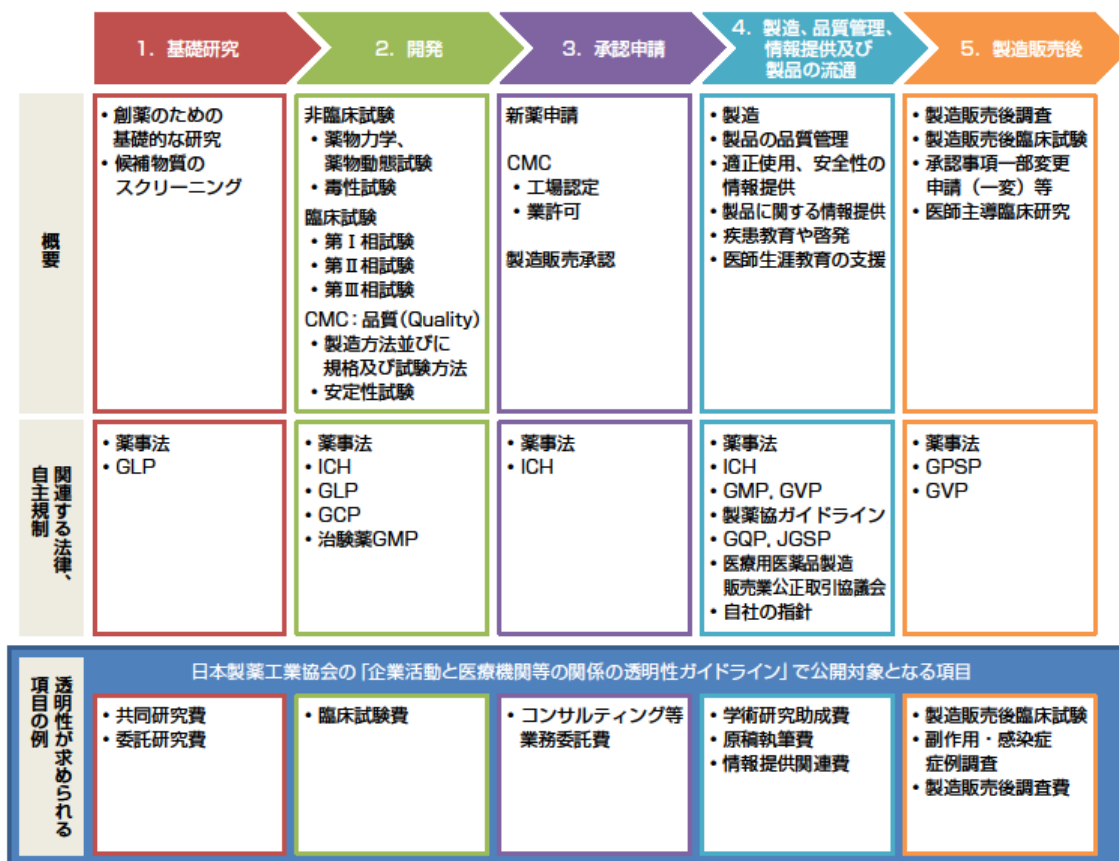 1. 基礎研究
2. 開発
3. 承認申請
4. 製造、品質管理、
情報提供及び
製品の流通
5. 製造販売後
概要
・創薬のための
基礎的な研究
・候補物質の
スクリーニング
非臨床試験
・薬物力学、
薬物動態試験
・毒性試験
臨床試験
・第Ⅰ相試験
・第Ⅱ相試験
・第Ⅲ相試験
CMC：品質（Quality）
・製造方法並びに
規格及び試験方法
・安定性試験
新薬申請
CMC
・工場認定
・業許可
製造販売承認
・製造
・製品の品質管理
・適正使用、安全性の
情報提供
・製品に関する情報提供
・疾患教育や啓発
・医師生涯教育の支援
・製造販売後調査
・製造販売後臨床試験
・承認事項一部変更
申請（一変）等
・医師主導臨床研究
関連する法律、
自主規制
・薬事法
・GLP
・薬事法
・ICH
・GLP
・GCP
・治験薬GMP
・薬事法
・ICH
・薬事法
・ICH
・GMP, GVP
・製薬協ガイドライン
・GQP, JGSP
・医療用医薬品製造
販売業公正取引協議会
・自社の指針
・薬事法
・GPSP
・GVP
日本製薬工業協会の「企業活動と医療機関等の関係の透明性ガイドライン」で公開対象となる項目
透明性が求められる
項目の例
・共同研究費
・委託研究費
・臨床試験費
・コンサルティング等
業務委託費
・学術研究助成費
・原稿執筆費
・情報提供関連費
・製造販売後臨床試験
・副作用・感染症
症例調査
・製造販売後調査費